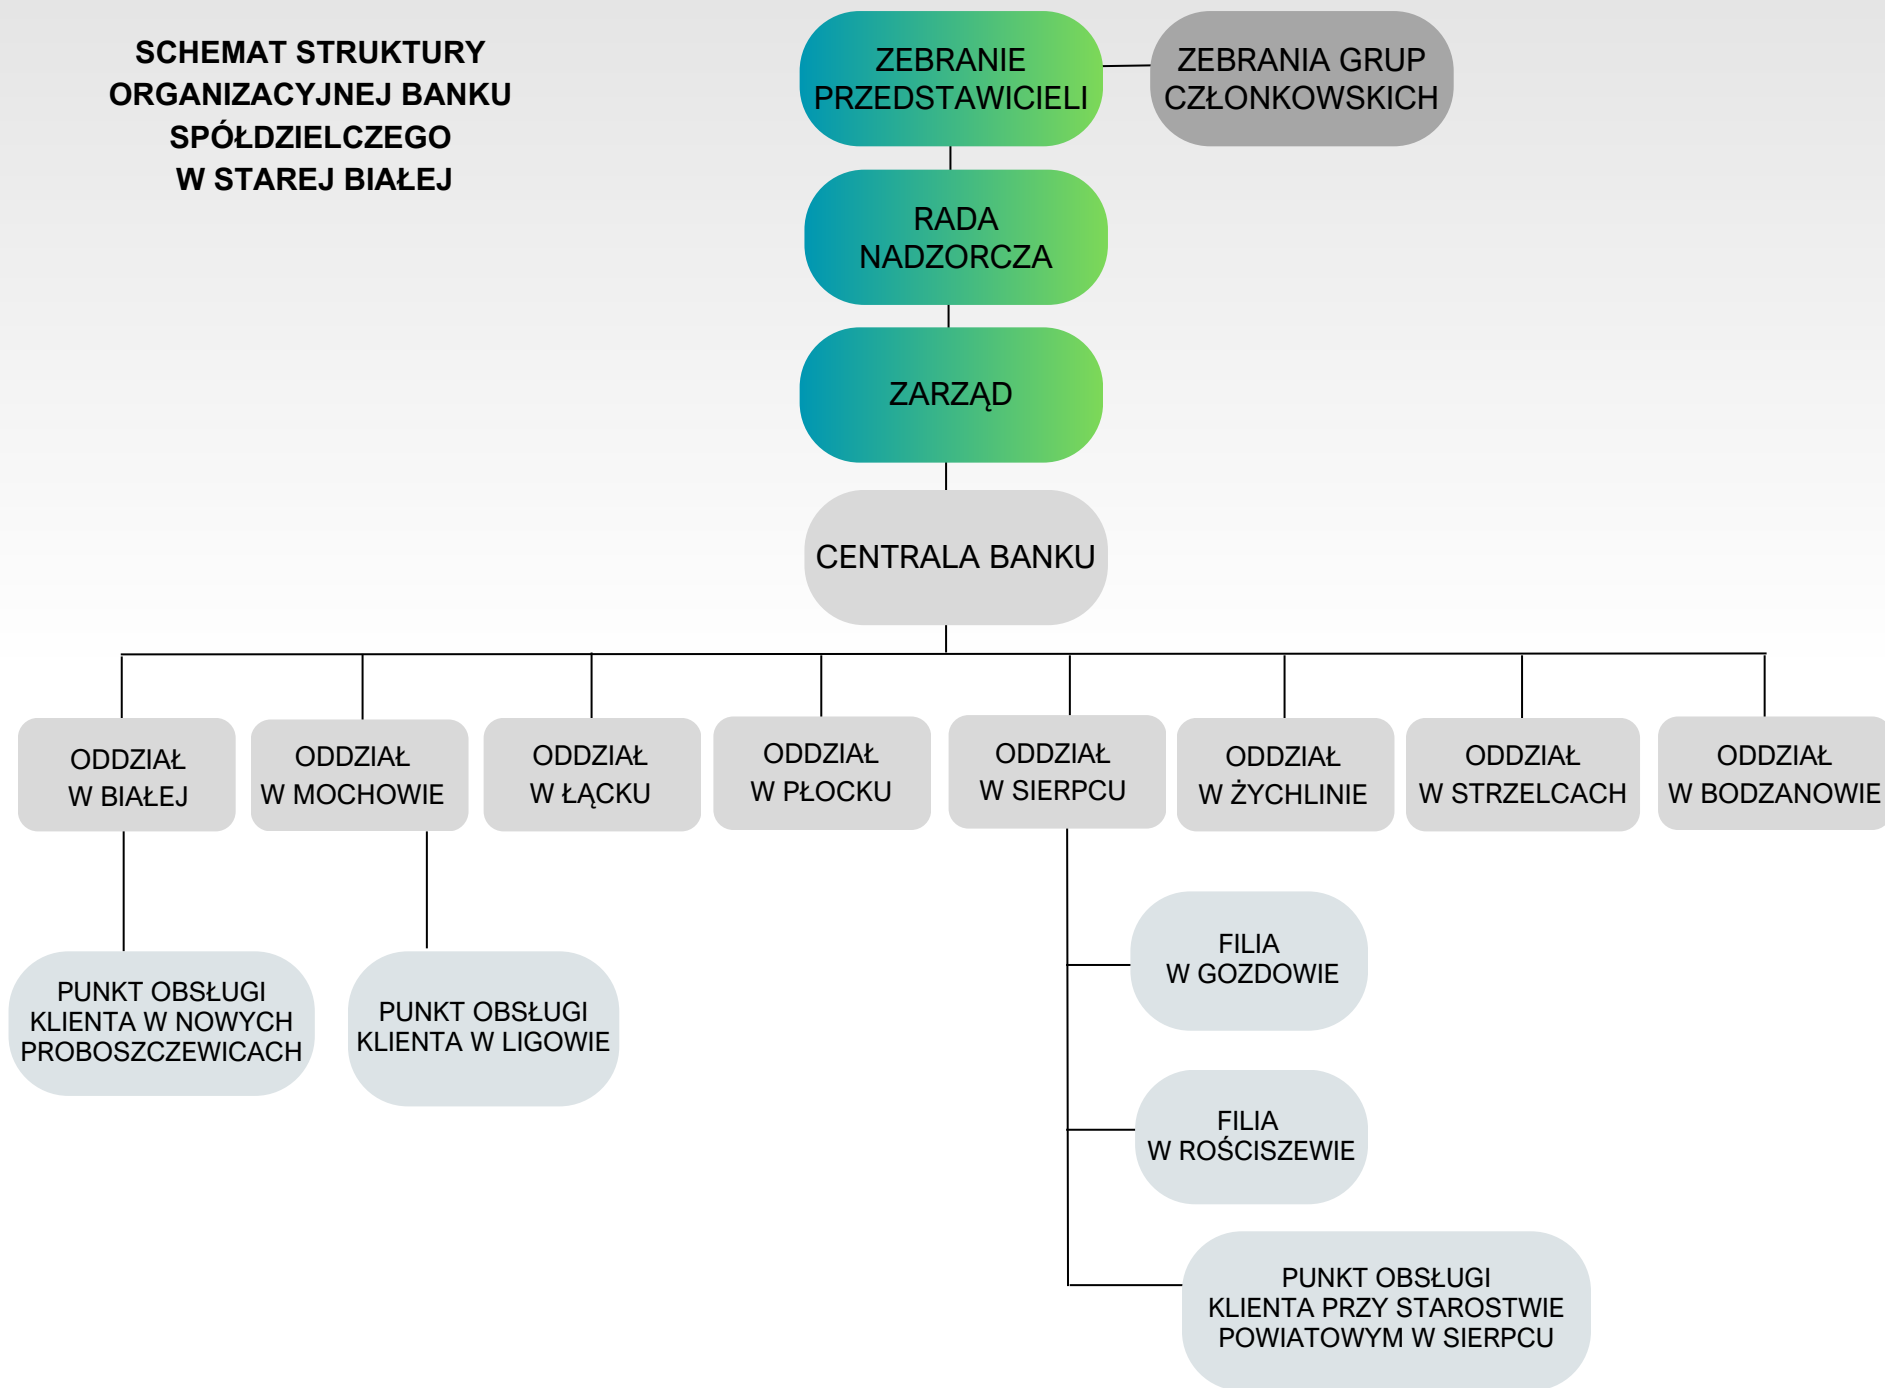 SCHEMAT STRUKTURY
ORGANIZACYJNEJ BANKU
SPÓŁDZIELCZEGO
W STAREJ BIAŁEJ
ZEBRANIE
PRZEDSTAWICIELI
ZEBRANIA GRUP
CZŁONKOWSKICH
RADA
NADZORCZA
ZARZĄD
CENTRALA BANKU
ODDZIAŁ
W BIAŁEJ
ODDZIAŁ
W MOCHOWIE
ODDZIAŁ
W ŁĄCKU
ODDZIAŁ
W PŁOCKU
ODDZIAŁ
W SIERPCU
ODDZIAŁ
W ŻYCHLINIE
ODDZIAŁ
W STRZELCACH
ODDZIAŁ
W BODZANOWIE
PUNKT OBSŁUGI
KLIENTA W NOWYCH
PROBOSZCZEWICACH
PUNKT OBSŁUGI
KLIENTA W LIGOWIE
FILIA
W GOZDOWIE
FILIA
W ROŚCISZEWIE
PUNKT OBSŁUGI
KLIENTA PRZY STAROSTWIE
POWIATOWYM W SIERPCU